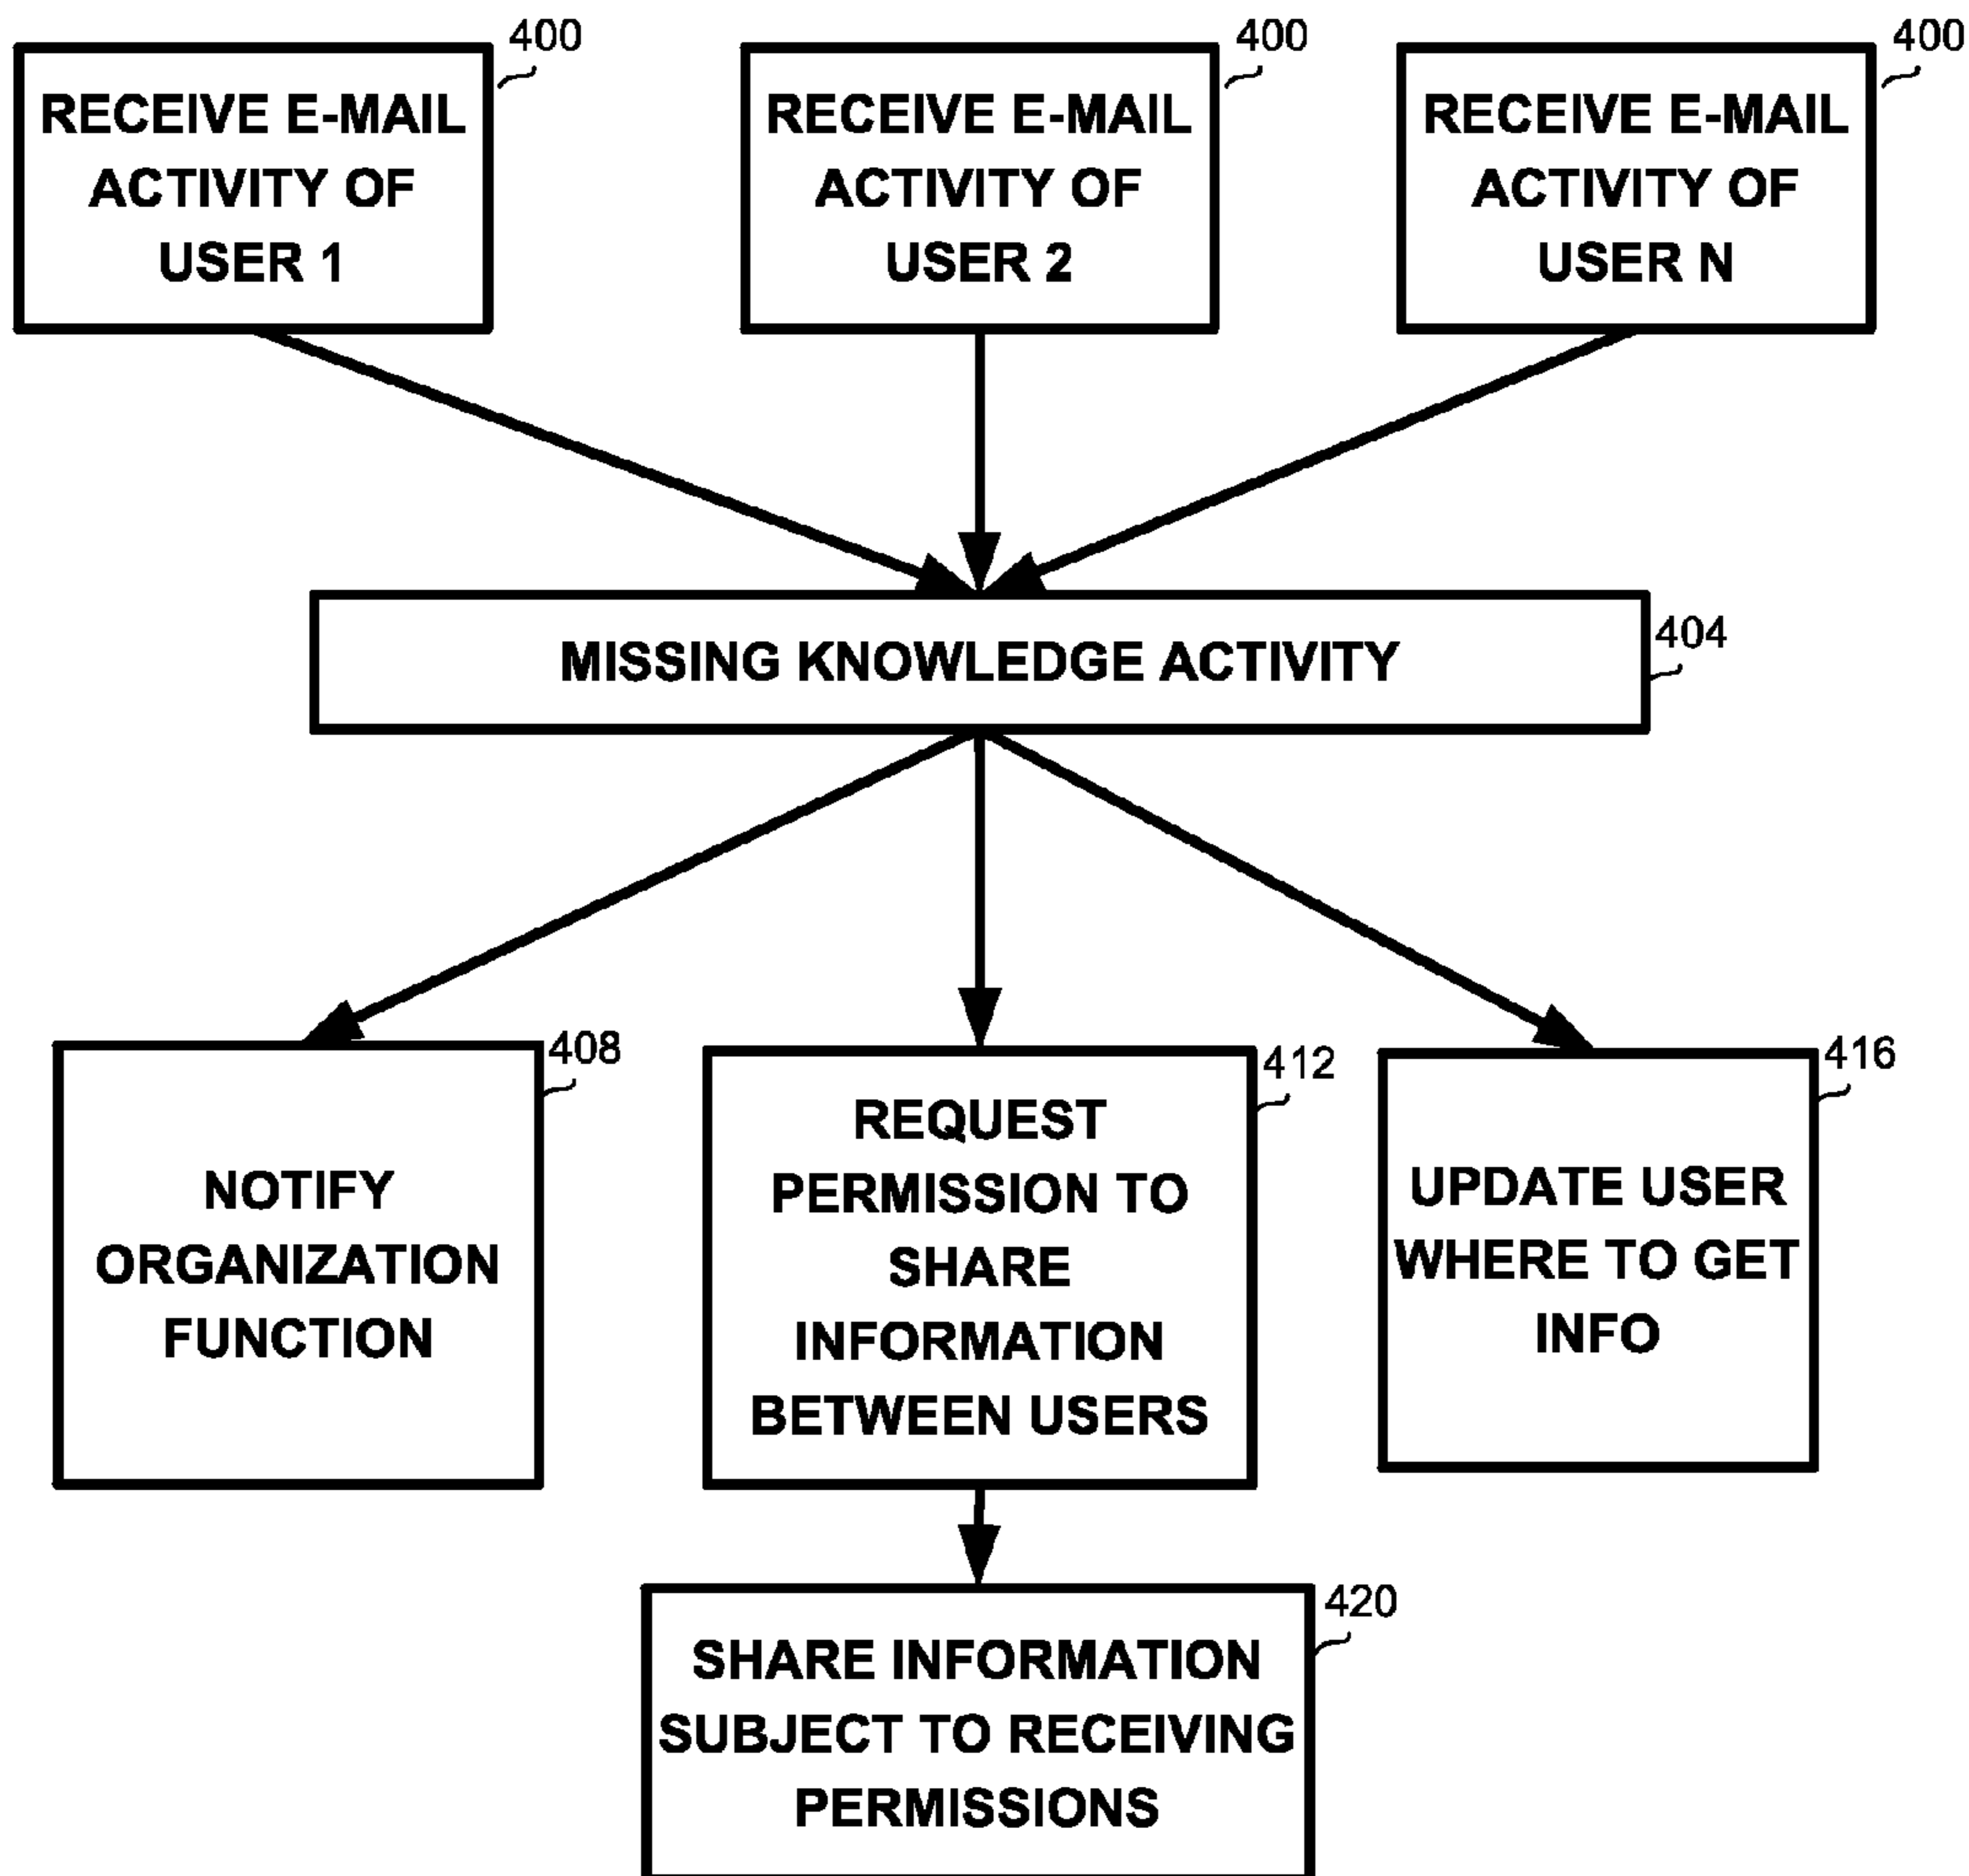 400
RECEIVE E-MAIL
ACTIVITY OF
USER 1
400
RECEIVE E-MAIL
ACTIVITY OF
USER 2
400
RECEIVE E-MAIL
ACTIVITY OF
USER N
MISSING KNOWLEDGE ACTIVITY
404
408
NOTIFY
ORGANIZATION
FUNCTION
412
REQUEST
PERMISSION TO
SHARE
INFORMATION
BETWEEN USERS
416
UPDATE USER
WHERE TO GET
INFO
420
SHARE INFORMATION
SUBJECT TO RECEIVING
PERMISSIONS